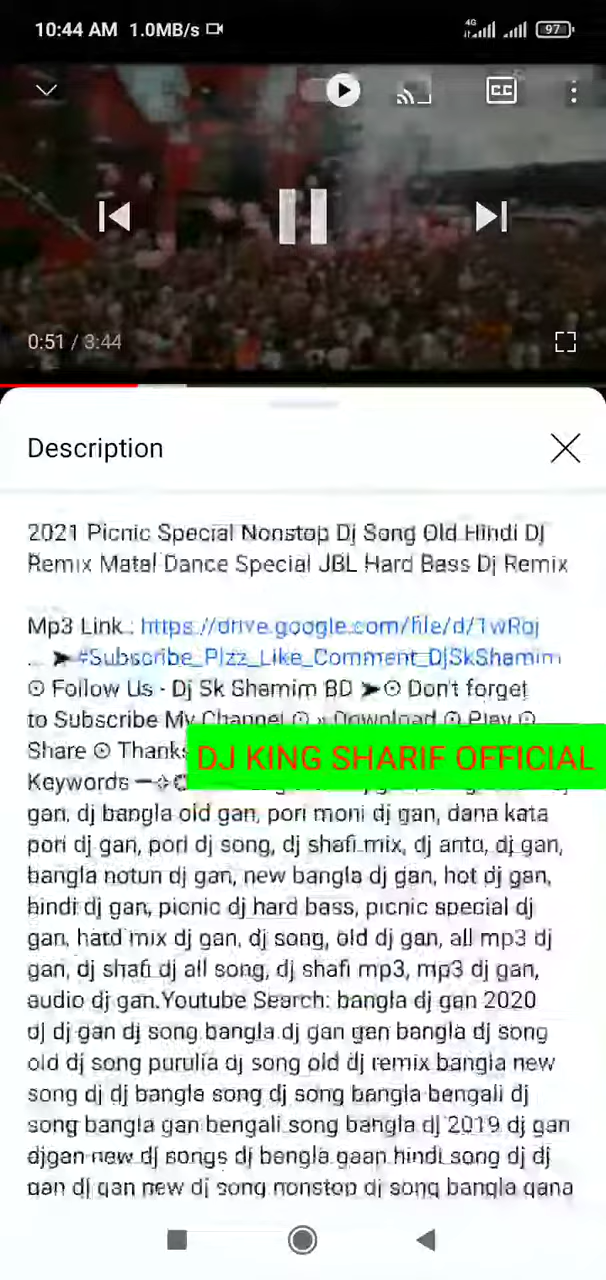 10:44 AM 1.0MB/s 4G 97
CC
0:51 / 3:44
Description
2021 Picnic Special Nonstop Dj Song Old Hindi DJ
Remix Matal Dance Special JBL Hard Bass Dj Remix
Mp3 Link : https://drive.google.com/file/d/1wRoj
... ➤ #Subscribe_Plzz_Like_Comment_DjSkShamim
⊙ Follow Us - Dj Sk Shamim BD ➤⊙ Don't forget
to Subscribe My Channel ⊙ » Download ⊙ Play ⊙
Share ⊙ Thanks
DJ KING SHARIF OFFICIAL
Keywords
gan, dj bangla old gan, pori moni dj gan, dana kata
pori dj gan, pori dj song, dj shafi mix, dj antu, dj gan,
bangla notun dj gan, new bangla dj gan, hot dj gan,
hindi dj gan, picnic dj hard bass, picnic special dj
gan, hard mix dj gan, dj song, old dj gan, all mp3 dj
gan, dj shafi dj all song, dj shafi mp3, mp3 dj gan,
audio dj gan.Youtube Search: bangla dj gan 2020
dj dj gan dj song bangla dj gan gan bangla dj song
old dj song purulia dj song old dj remix bangla new
song dj dj bangla song dj song bangla bengali dj
song bangla gan bengali song bangla dj 2019 dj gan
djgan new dj songs dj bangla gaan hindi song dj dj
gan dj gan new dj song nonstop dj song bangla gana